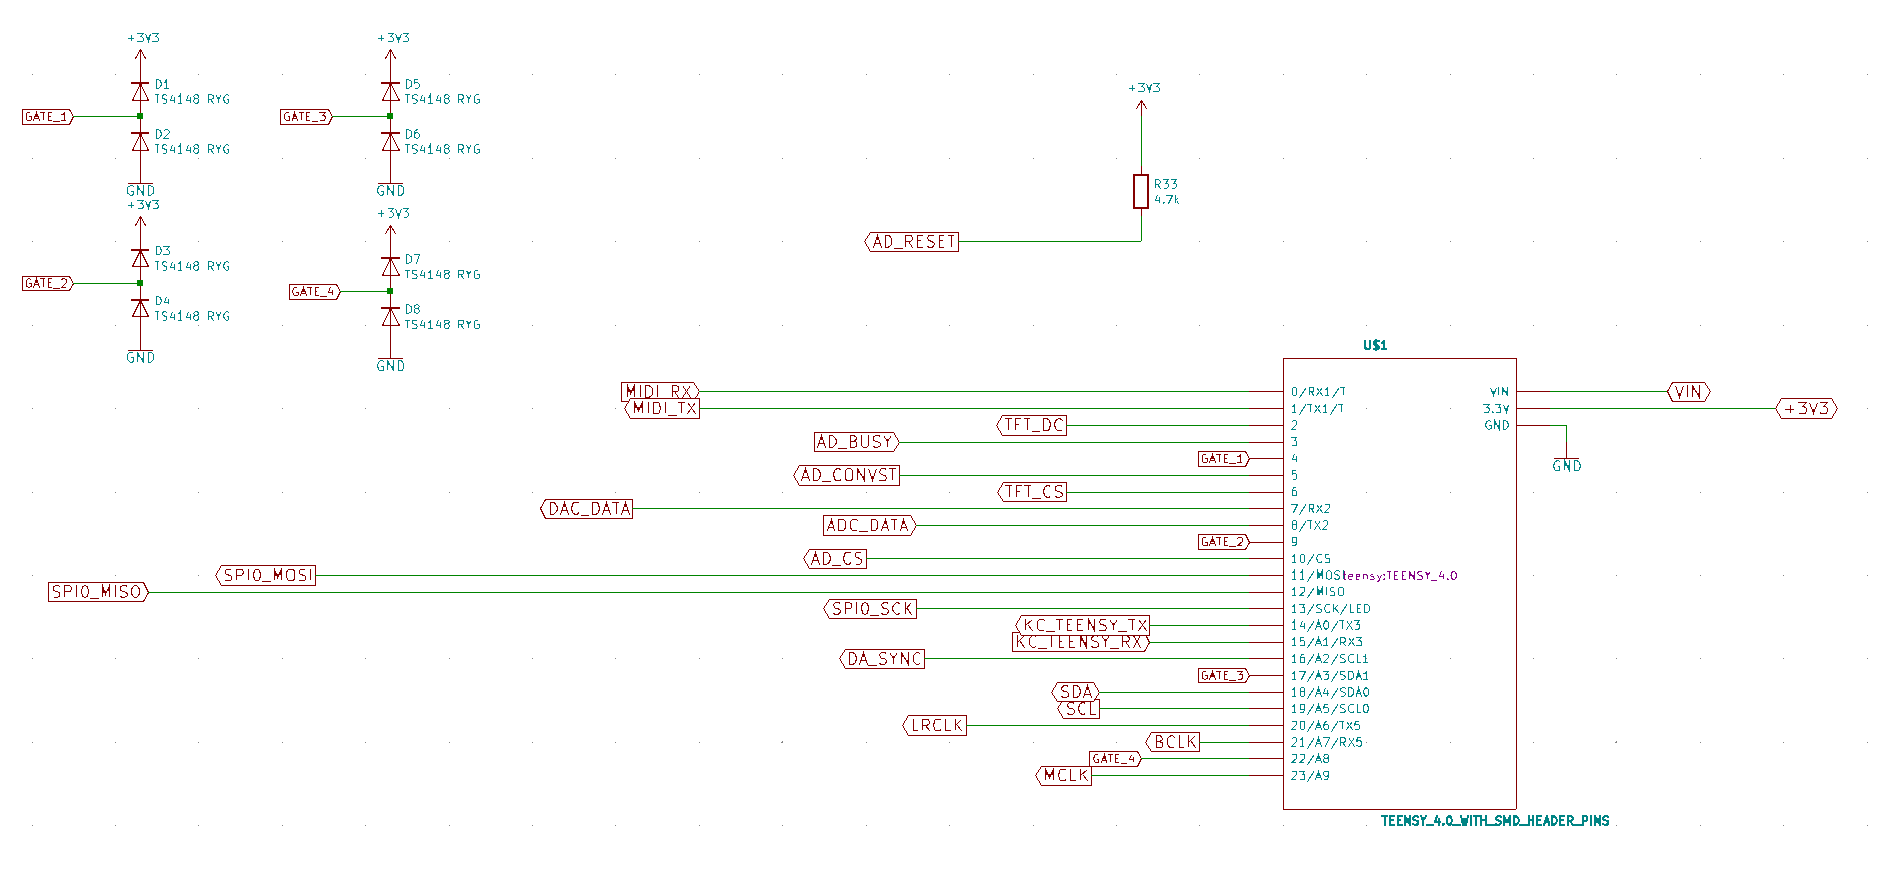 +3V3
D1
TS4148 RYG
GATE_1
D2
TS4148 RYG
GND
+3V3
D5
TS4148 RYG
GATE_3
D6
TS4148 RYG
GND
+3V3
D3
TS4148 RYG
GATE_2
D4
TS4148 RYG
GND
+3V3
D7
TS4148 RYG
GATE_4
D8
TS4148 RYG
GND
+3V3
R33
4.7k
AD_RESET
U$1
MIDI_RX 0/RX1/T VIN VIN
MIDI_TX 1/TX1/T 3.3V +3V3
TFT_DC 2 GND
AD_BUSY 3
GATE_1 4 GND
AD_CONVST 5
TFT_CS 6
DAC_DATA 7/RX2
ADC_DATA 8/TX2
GATE_2 9
AD_CS 10/CS
SPI0_MOSI 11/MOSI teensy:TEENSY_4.0
SPI0_MISO 12/MISO
SPI0_SCK 13/SCK/LED
KC_TEENSY_TX 14/A0/TX3
KC_TEENSY_RX 15/A1/RX3
DA_SYNC 16/A2/SCL1
GATE_3 17/A3/SDA1
SDA 18/A4/SDA0
SCL 19/A5/SCL0
LRCLK 20/A6/TX5
BCLK 21/A7/RX5
GATE_4 22/A8
MCLK 23/A9
TEENSY_4.0_WITH_SMD_HEADER_PINS